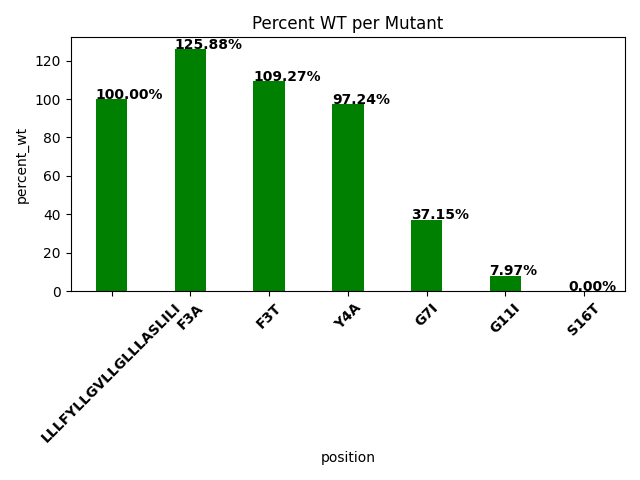 Percent WT per Mutant
percent_wt
120
100
80
60
40
20
0
100.00%
125.88%
109.27%
97.24%
37.15%
7.97%
0.00%
LLLFYLLGVLLGLLLASLILI
F3A
F3T
Y4A
G7I
G11I
S16T
position